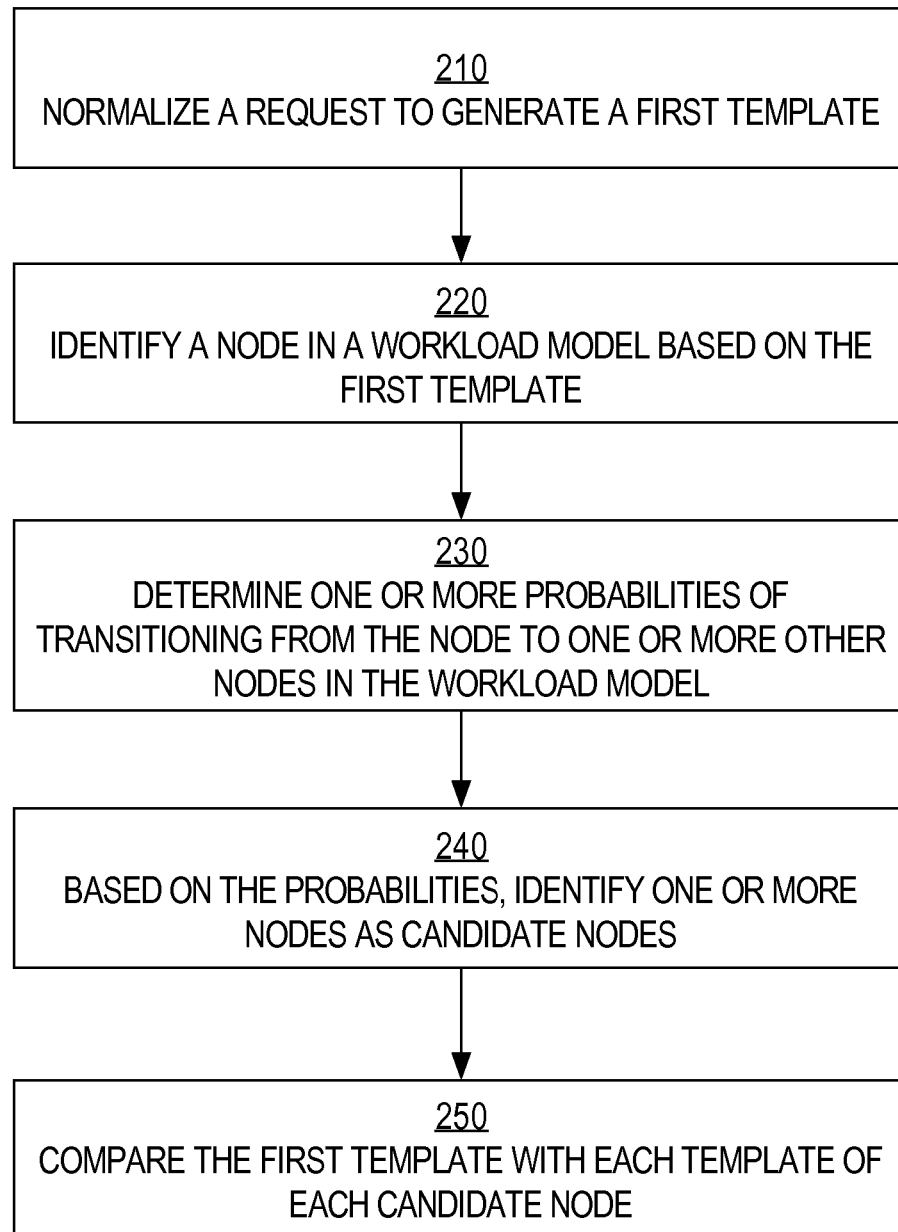 210
NORMALIZE A REQUEST TO GENERATE A FIRST TEMPLATE
220
IDENTIFY A NODE IN A WORKLOAD MODEL BASED ON THE
FIRST TEMPLATE
230
DETERMINE ONE OR MORE PROBABILITIES OF
TRANSITIONING FROM THE NODE TO ONE OR MORE OTHER
NODES IN THE WORKLOAD MODEL
240
BASED ON THE PROBABILITIES, IDENTIFY ONE OR MORE
NODES AS CANDIDATE NODES
250
COMPARE THE FIRST TEMPLATE WITH EACH TEMPLATE OF
EACH CANDIDATE NODE